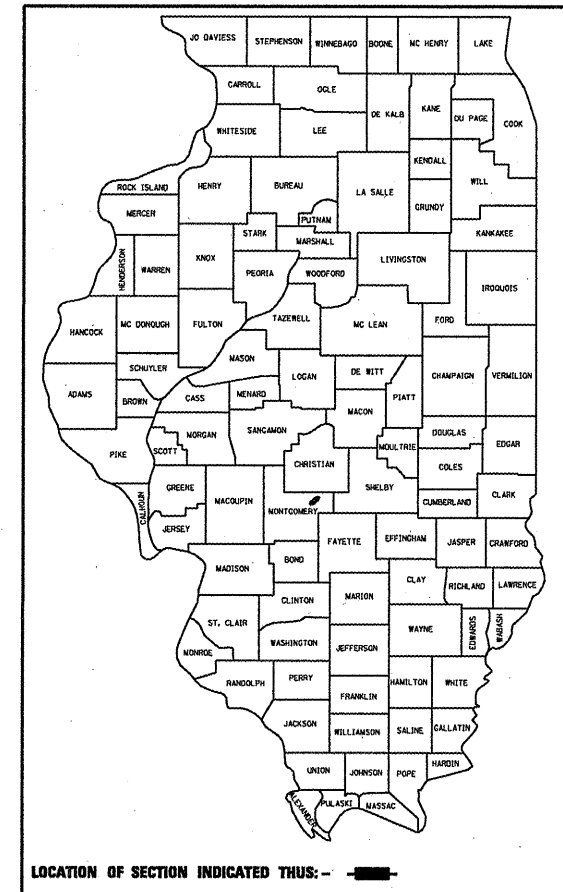 JO DAVIESS STEPHENSON WINNEBAGO BOONE MC HENRY LAKE
CARROLL OGLE DE KALB KANE DU PAGE COOK
WHITESIDE LEE
KENDALL WILL
ROCK ISLAND HENRY BUREAU LA SALLE GRUNDY
MERCER PUTNAM
STARK MARSHALL KANKAKEE
HENDERSON WARREN KNOX PEORIA WOODFORD LIVINGSTON IROQUOIS
HANCOCK MC DONOUGH FULTON TAZEWELL MC LEAN FORD
MASON
SCHUYLER LOGAN DE WITT CHAMPAIGN VERMILION
ADAMS BROWN CASS MENARD MACON PIATT
MORGAN SANGAMON DOUGLAS
PIKE SCOTT CHRISTIAN MOULTRIE COLES EDGAR
GREENE MACOUPIN SHELBY CUMBERLAND CLARK
CALHOUN JERSEY MONTGOMERY
FAYETTE EFFINGHAM JASPER CRAWFORD
MADISON BOND CLAY RICHLAND LAWRENCE
CLINTON MARION
ST. CLAIR WAYNE EDWARDS WABASH
MONROE WASHINGTON JEFFERSON
RANDOLPH PERRY HAMILTON WHITE
FRANKLIN
JACKSON WILLIAMSON SALINE GALLATIN
UNION JOHNSON POPE HARDIN
ALEXANDER PULASKI MASSAC
LOCATION OF SECTION INDICATED THUS:-